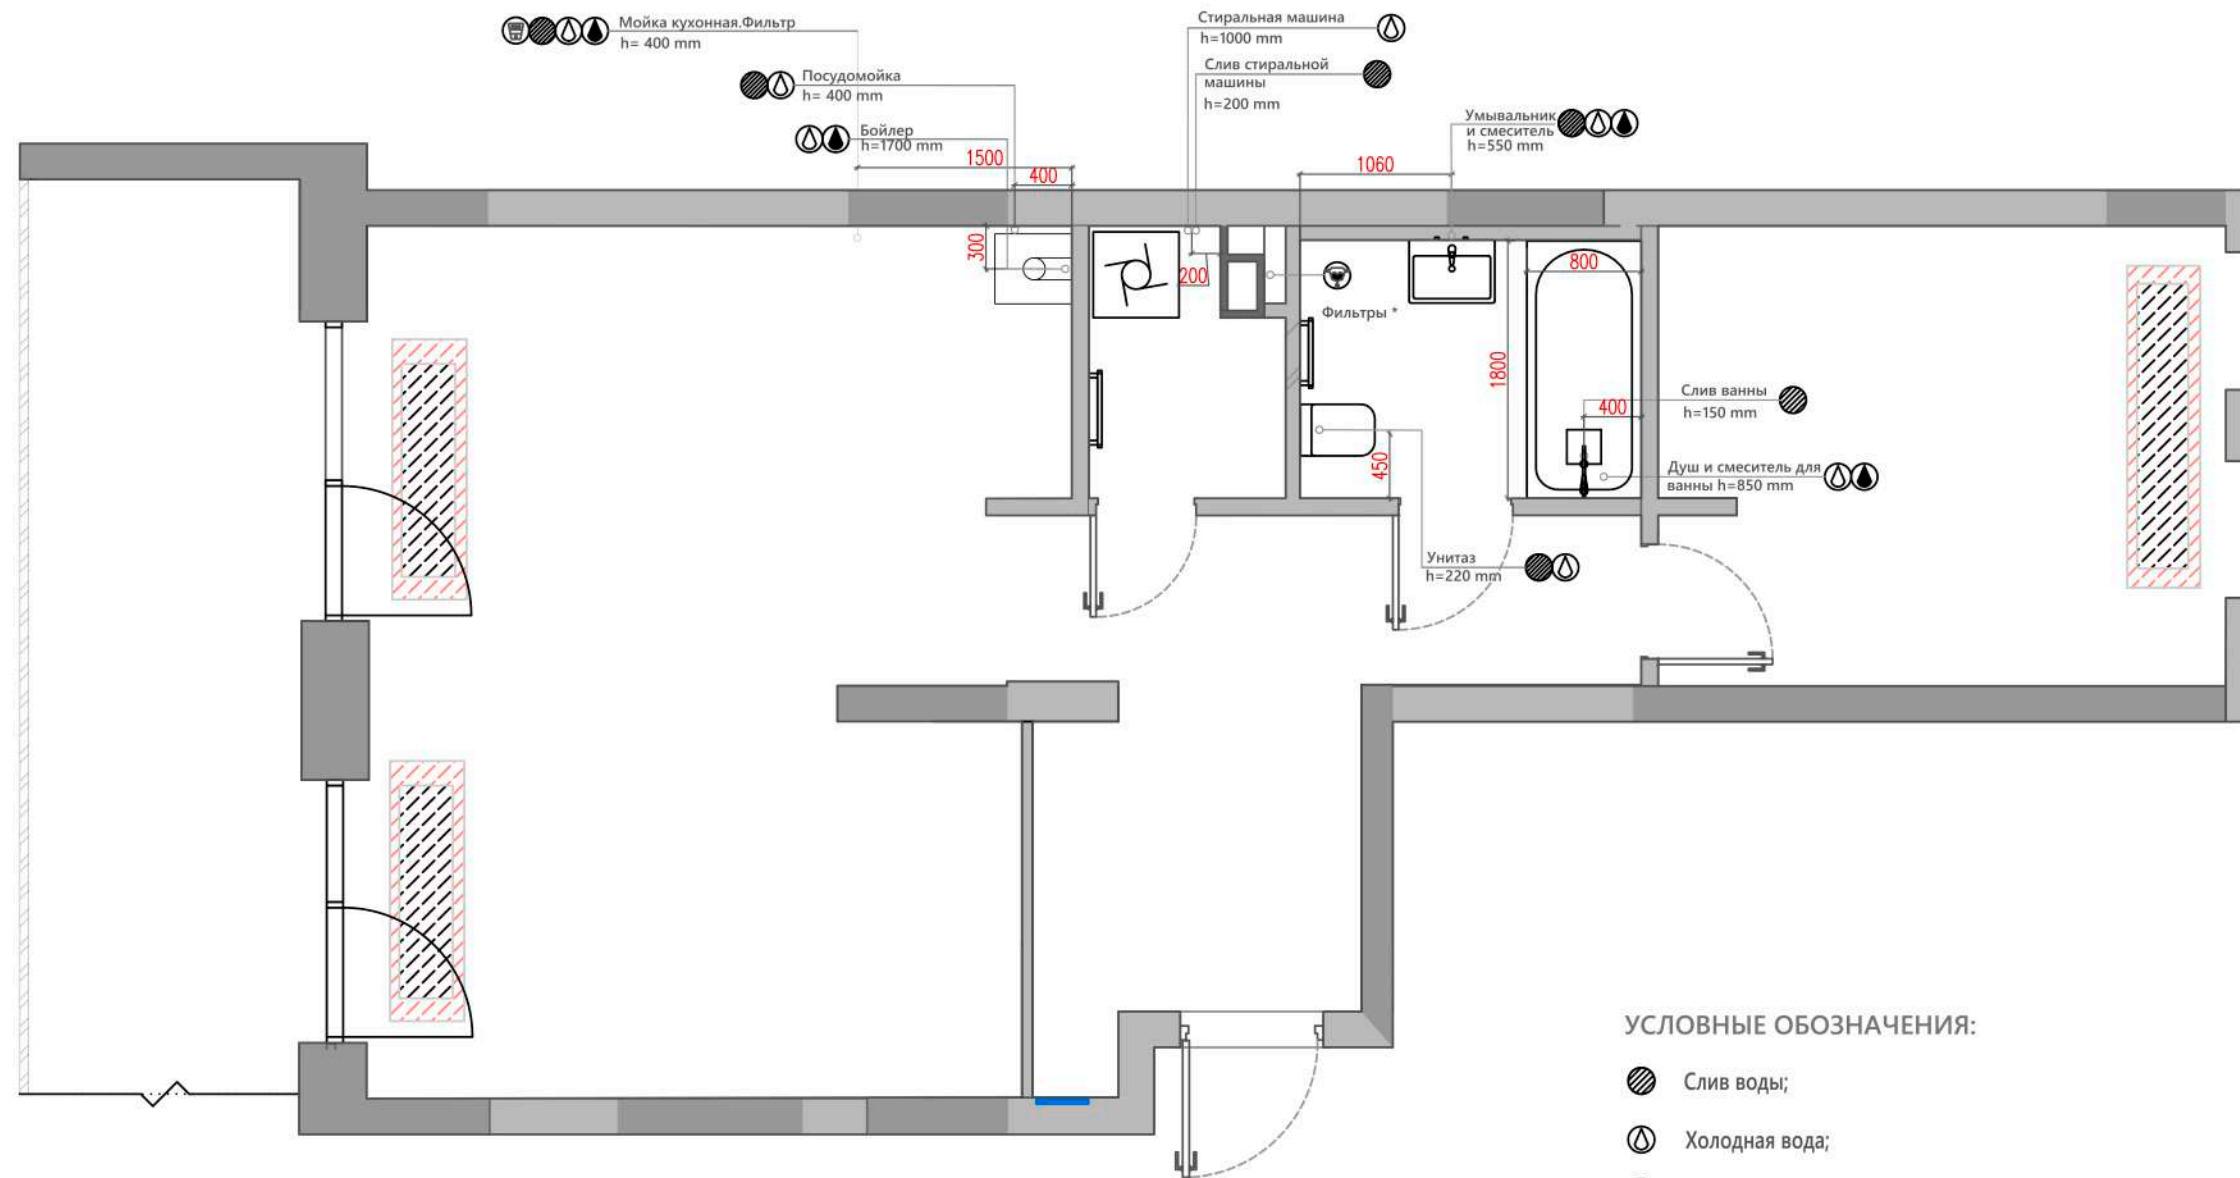 Мойка кухонная.Фильтр
h= 400 mm
Посудомойка
h= 400 mm
Бойлер
h=1700 mm
Стиральная машина
h=1000 mm
Слив стиральной
машины
h=200 mm
Умывальник
и смеситель
h=550 mm
1500
400
1060
300
200
800
Фильтры *
1800
400
450
Слив ванны
h=150 mm
Душ и смеситель для
ванны h=850 mm
Унитаз
h=220 mm
УСЛОВНЫЕ ОБОЗНАЧЕНИЯ:
Слив воды;
Холодная вода;